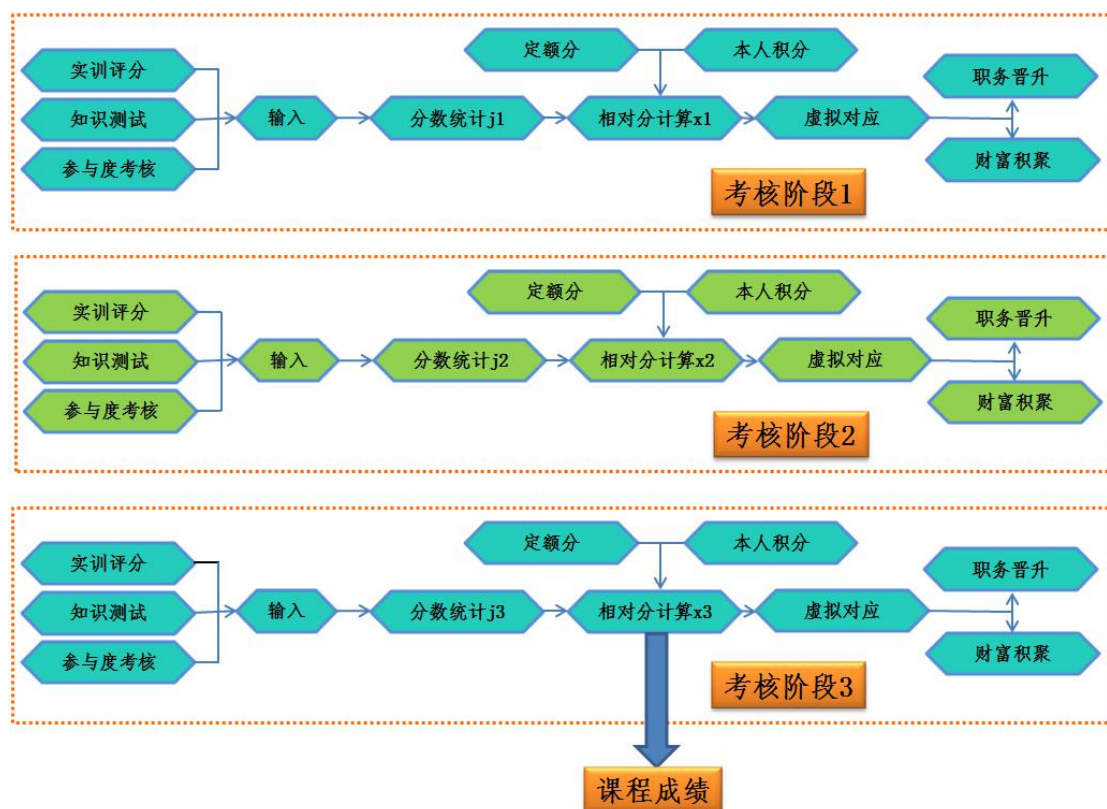 定额分
本人积分
实训评分
职务晋升
知识测试
输入
分数统计j1
相对分计算x1
虚拟对应
参与度考核
财富积聚
考核阶段1
定额分
本人积分
实训评分
职务晋升
知识测试
输入
分数统计j2
相对分计算x2
虚拟对应
参与度考核
财富积聚
考核阶段2
定额分
本人积分
实训评分
职务晋升
知识测试
输入
分数统计j3
相对分计算x3
虚拟对应
参与度考核
财富积聚
考核阶段3
课程成绩